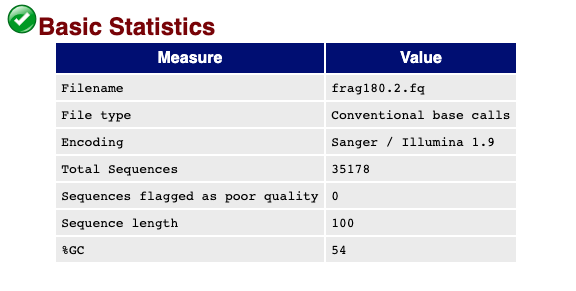 Basic Statistics
Measure Value
Filename frag180.2.fq
File type Conventional base calls
Encoding Sanger / Illumina 1.9
Total Sequences 35178
Sequences flagged as poor quality 0
Sequence length 100
%GC 54